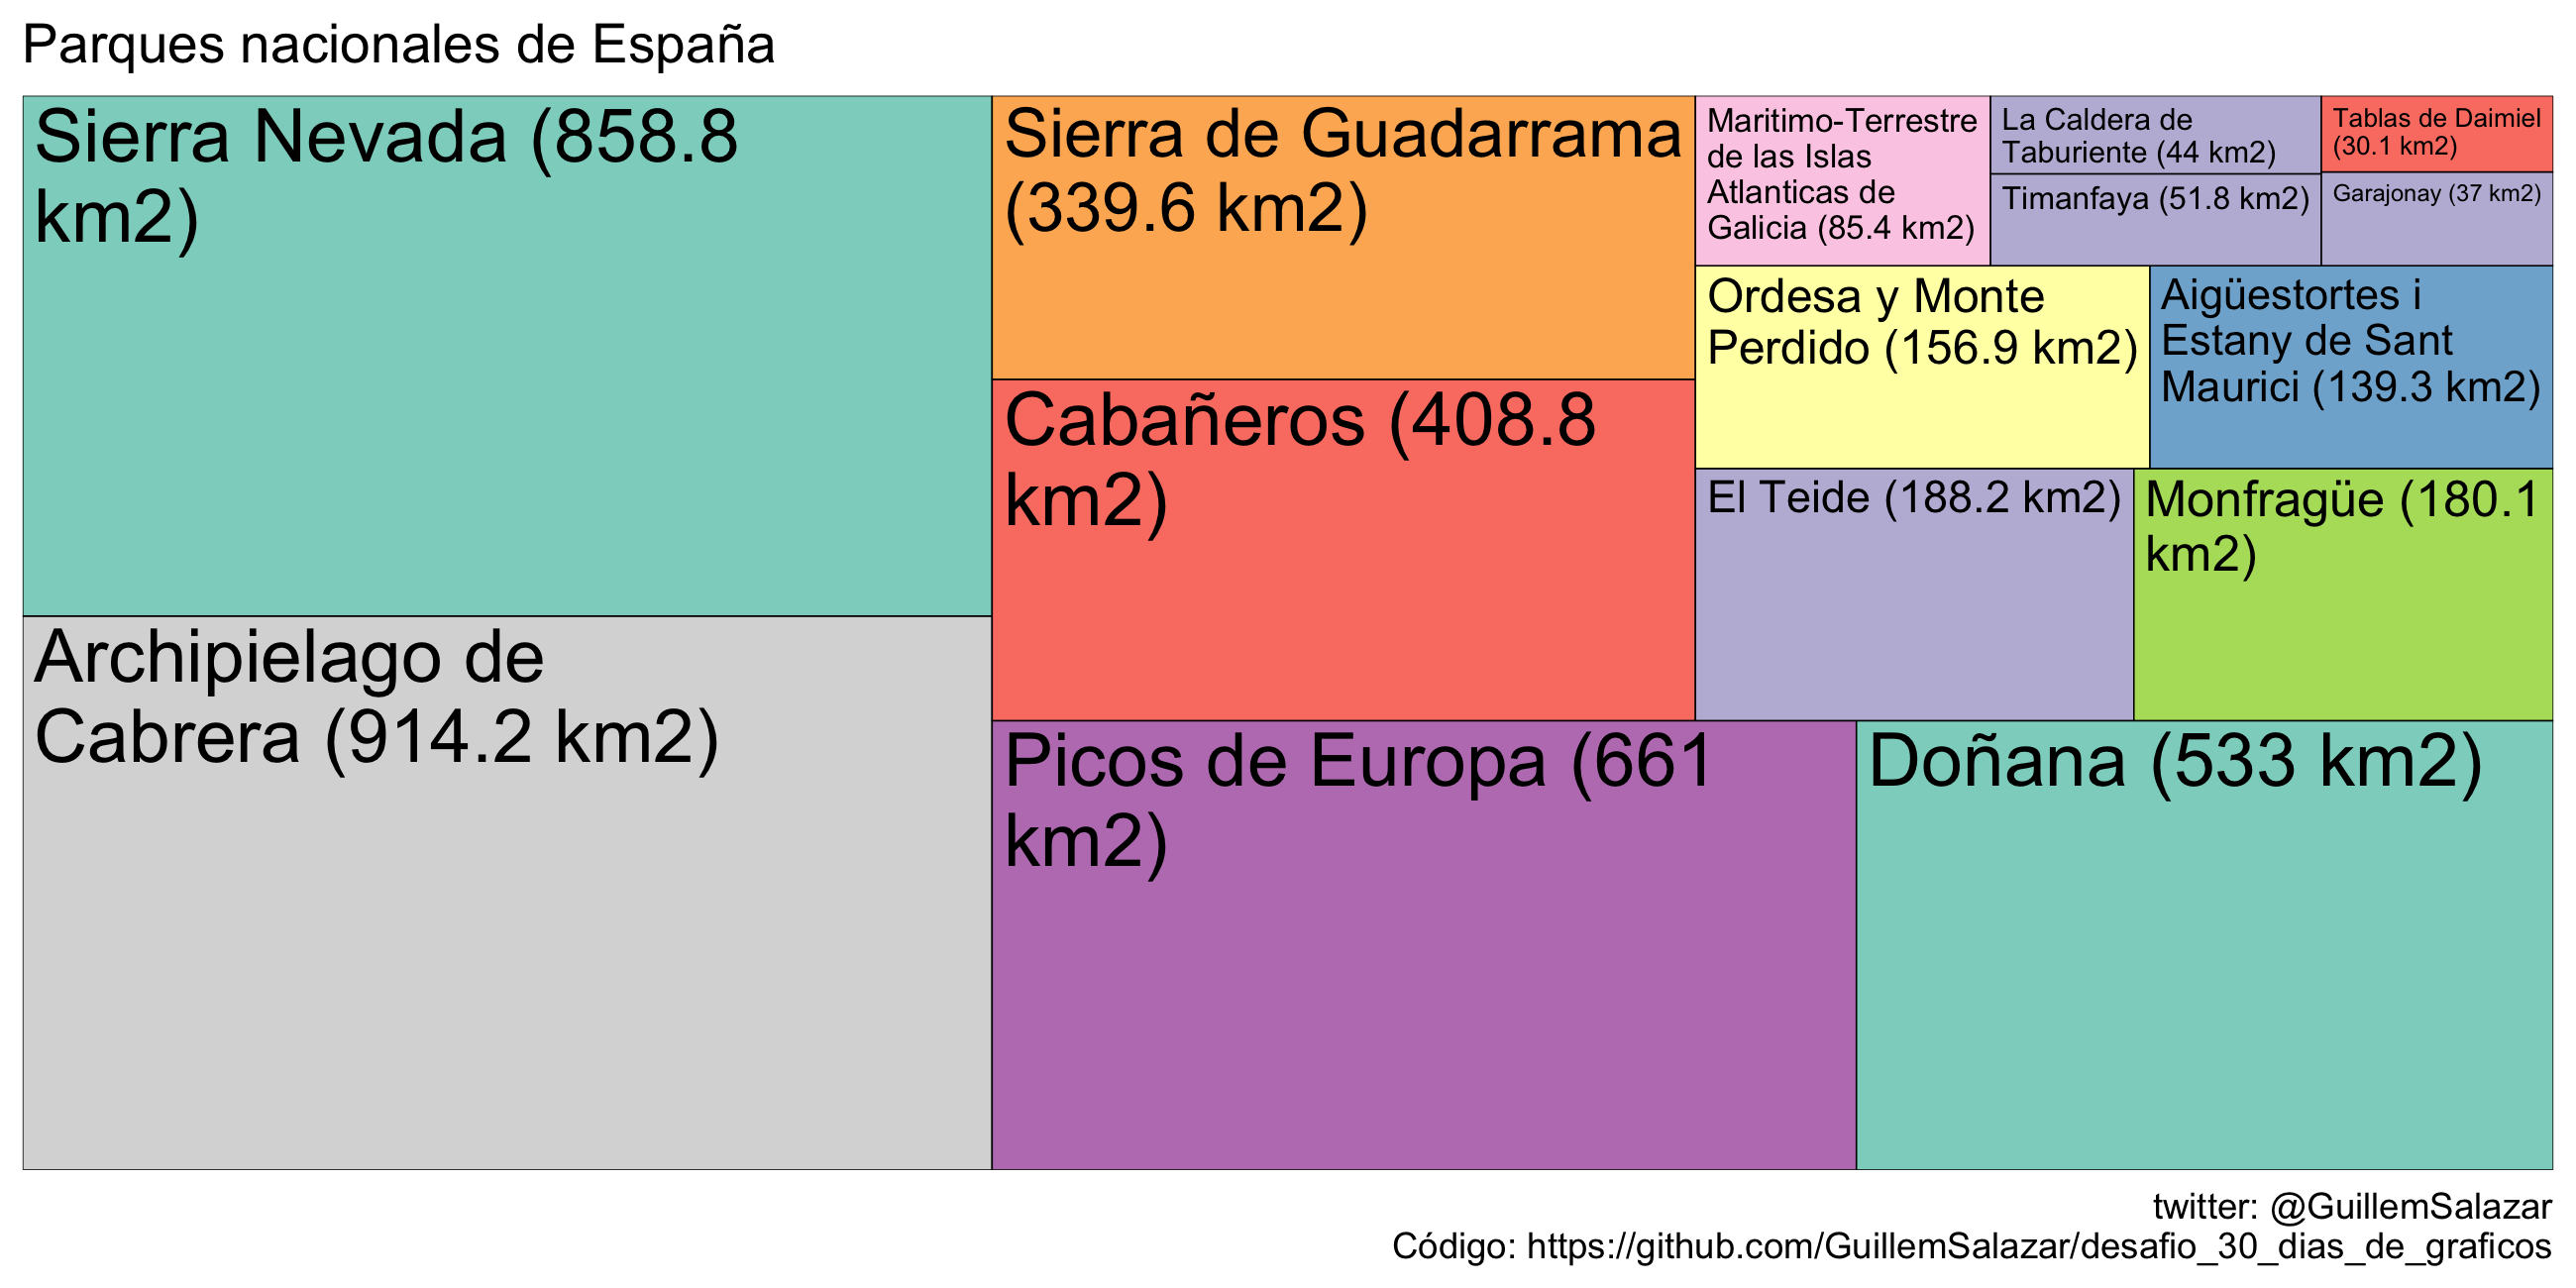 Parques nacionales de España
Sierra Nevada (858.8
km2)
Archipielago de
Cabrera (914.2 km2)
Sierra de Guadarrama
(339.6 km2)
Cabañeros (408.8
km2)
Picos de Europa (661
km2)
Doñana (533 km2)
Maritimo-Terrestre
de las Islas
Atlanticas de
Galicia (85.4 km2)
La Caldera de
Taburiente (44 km2)
Timanfaya (51.8 km2)
Tablas de Daimiel
(30.1 km2)
Garajonay (37 km2)
Ordesa y Monte
Perdido (156.9 km2)
Aigüestortes i
Estany de Sant
Maurici (139.3 km2)
El Teide (188.2 km2)
Monfragüe (180.1
km2)
twitter: @GuillemSalazar
Código: https://github.com/GuillemSalazar/desafio_30_dias_de_graficos